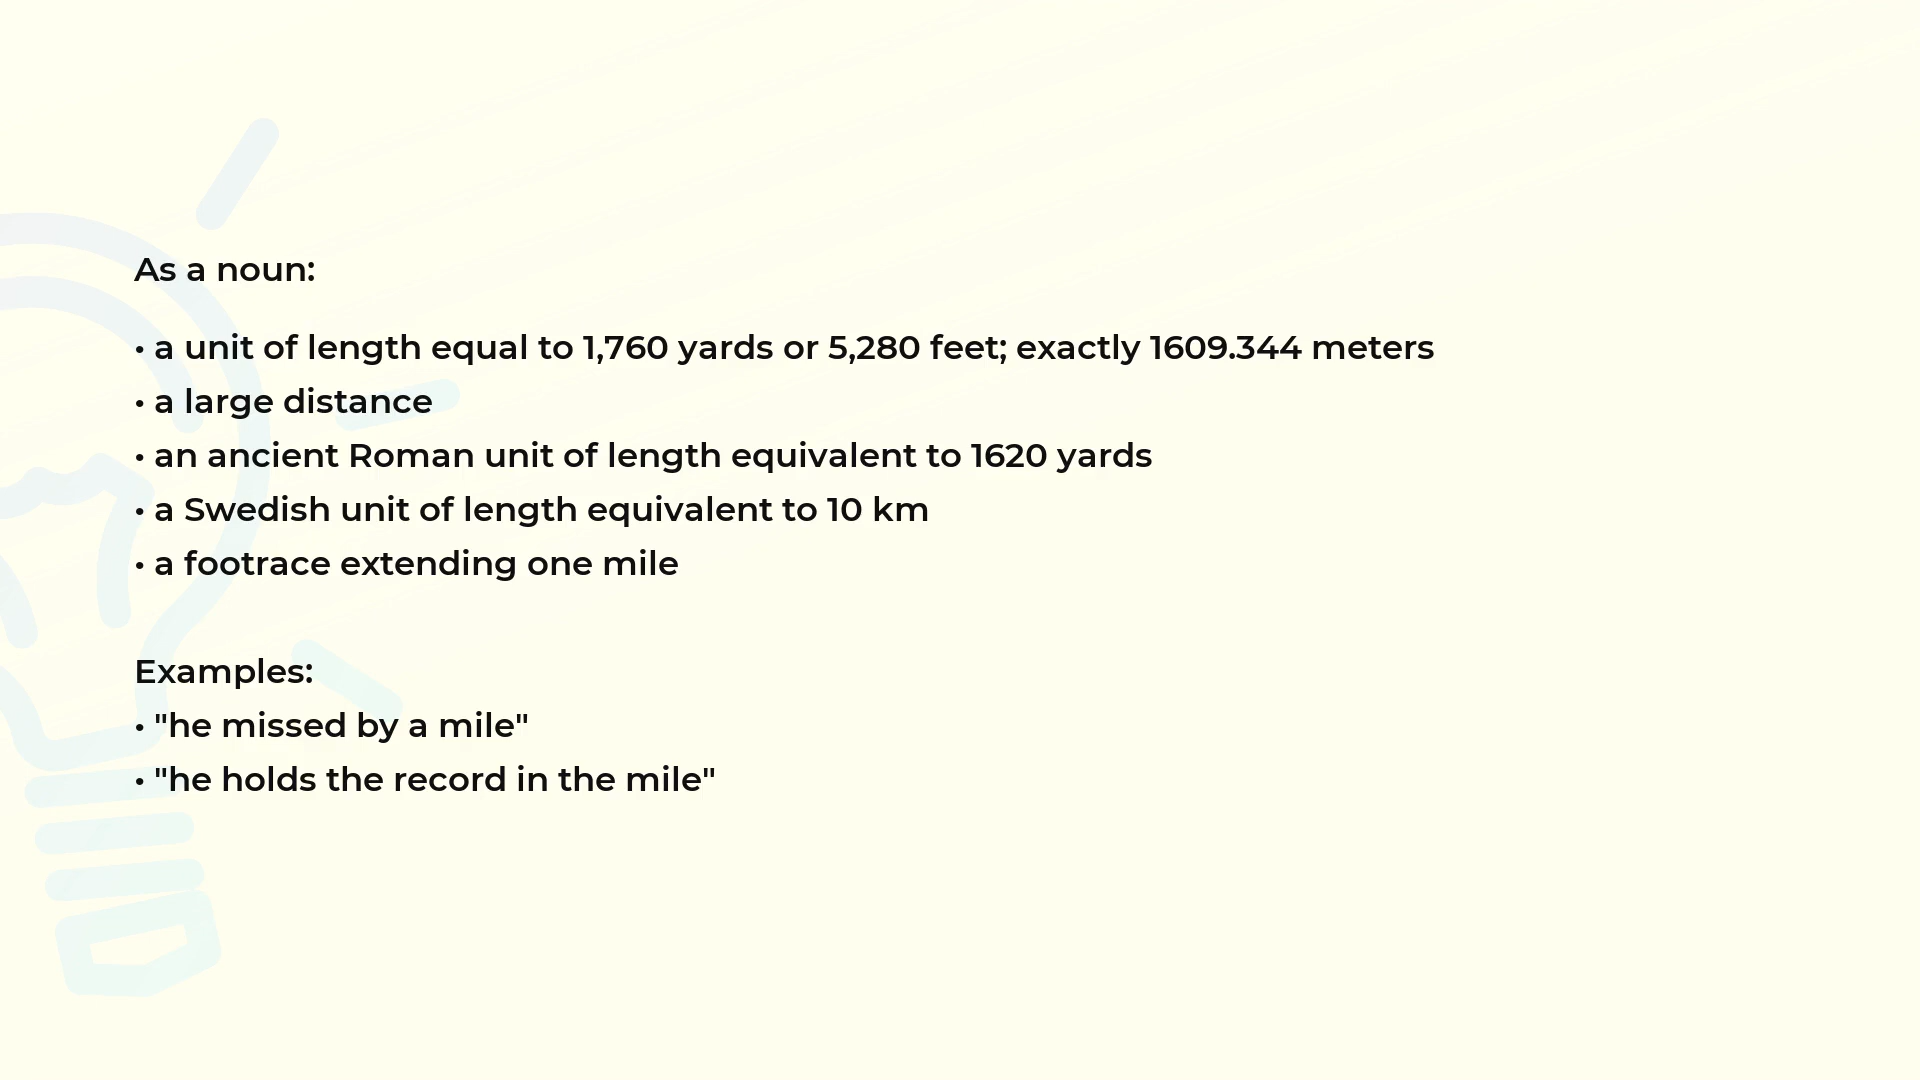 As a noun:
• a unit of length equal to 1,760 yards or 5,280 feet; exactly 1609.344 meters
• a large distance
• an ancient Roman unit of length equivalent to 1620 yards
• a Swedish unit of length equivalent to 10 km
• a footrace extending one mile
Examples:
• "he missed by a mile"
• "he holds the record in the mile"